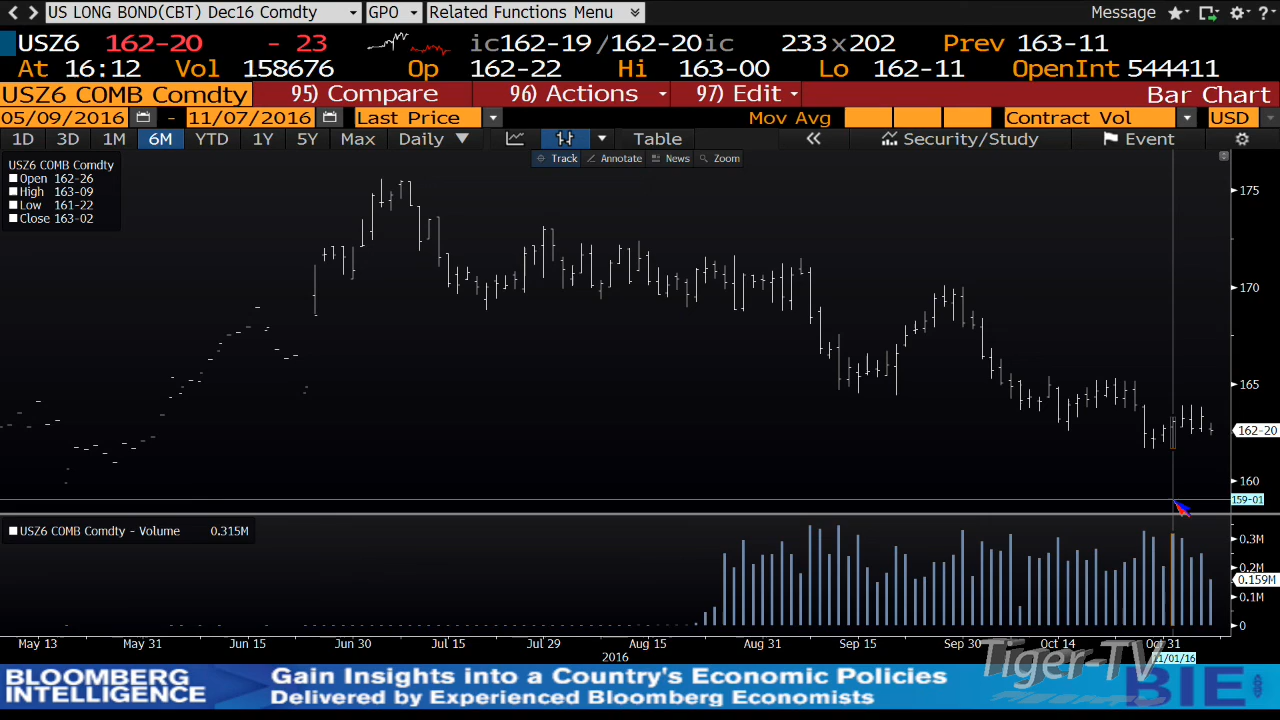 US LONG BOND(CBT) Dec16 Comdty GPO Related Functions Menu Message
USZ6 162-20 - 23 ic162-19/162-20ic 233x202 Prev 163-11
At 16:12 Vol 158676 Op 162-22 Hi 163-00 Lo 162-11 OpenInt 544411
USZ6 COMB Comdty 95) Compare 96) Actions 97) Edit Bar Chart
05/09/2016 - 11/07/2016 Last Price Mov Avg Contract Vol USD
1D 3D 1M 6M YTD 1Y 5Y Max Daily Table Security/Study Event
Track Annotate News Zoom
USZ6 COMB Comdty
Open 162-26
High 163-09
Low 161-22
Close 163-02
175
170
165
162-20
160
159-01
USZ6 COMB Comdty - Volume 0.315M
0.3M
0.2M
0.159M
0.1M
0
May 13 May 31 Jun 15 Jun 30 Jul 15 Jul 29 Aug 15 Aug 31 Sep 15 Sep 30 Oct 14 Oct 31
2016
11/01/16
Tiger-TV
BLOOMBERG
INTELLIGENCE
Gain Insights into a Country's Economic Policies
Delivered by Experienced Bloomberg Economists
BIE